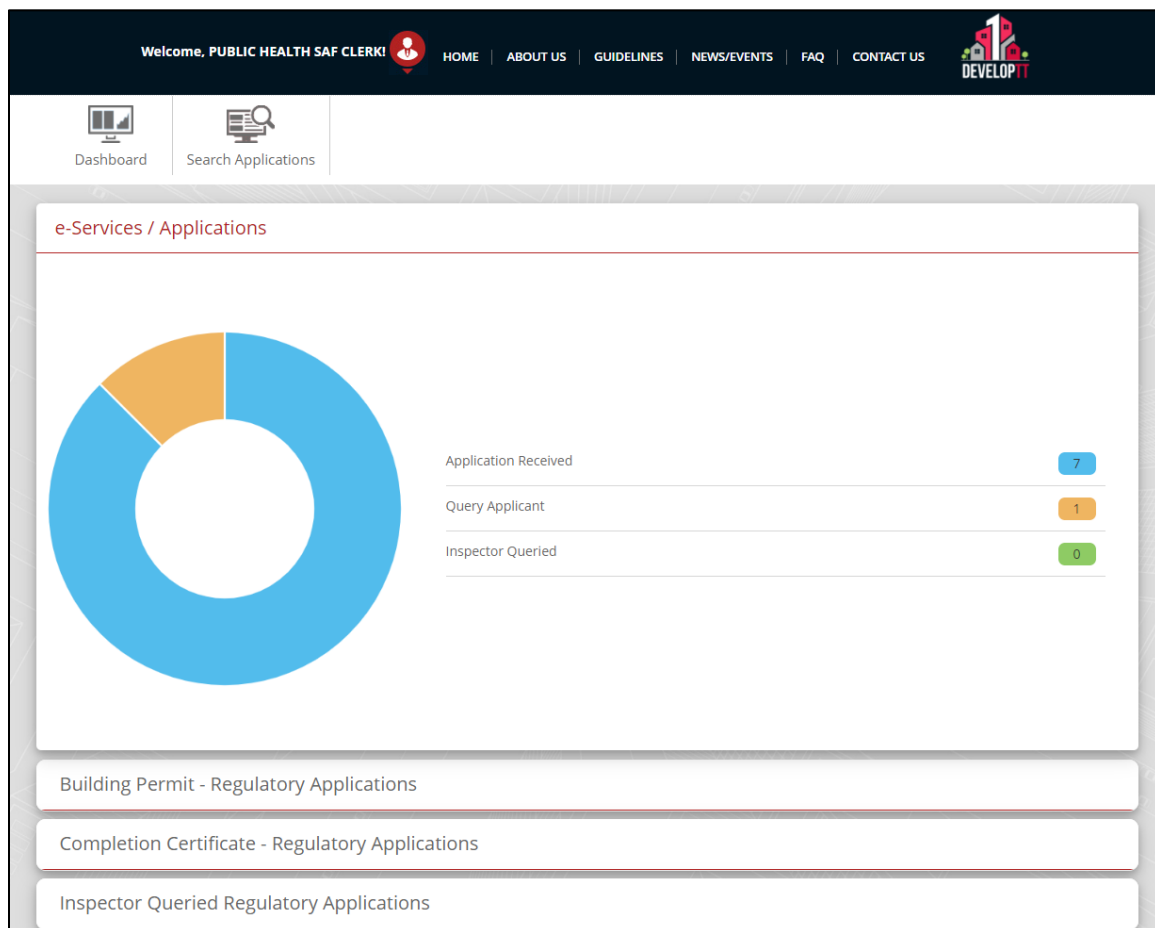 Welcome, PUBLIC HEALTH SAF CLERK!
HOME
ABOUT US
GUIDELINES
NEWS/EVENTS
FAQ
CONTACT US
DEVELOPTT
Dashboard
Search Applications
e-Services / Applications
Application Received 7
Query Applicant 1
Inspector Queried 0
Building Permit - Regulatory Applications
Completion Certificate - Regulatory Applications
Inspector Queried Regulatory Applications